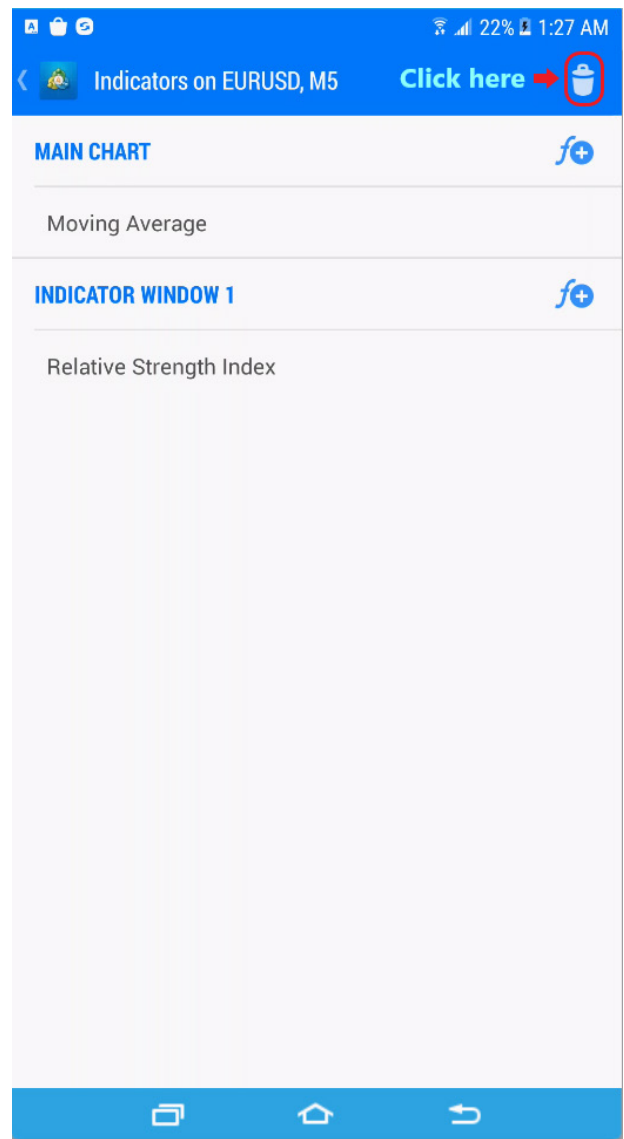 22% 1:27 AM
Indicators on EURUSD, M5 Click here
MAIN CHART
Moving Average
INDICATOR WINDOW 1
Relative Strength Index